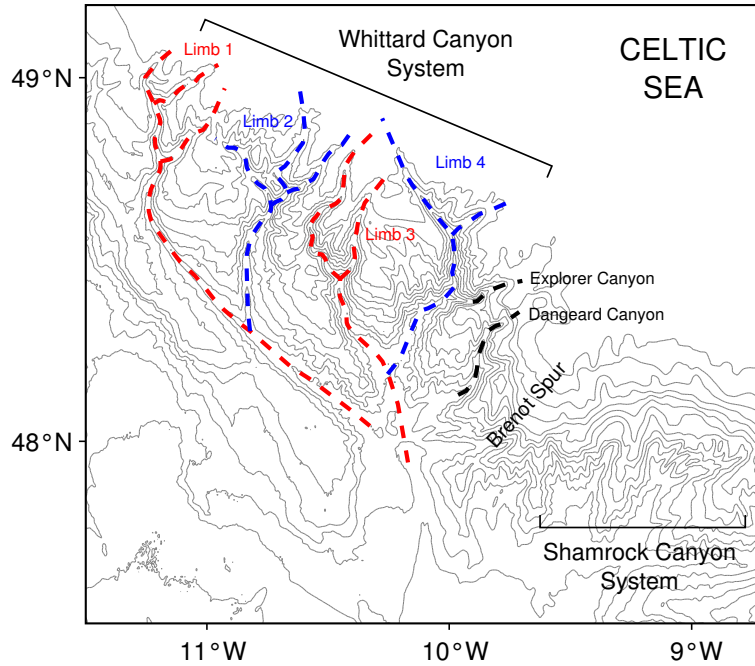 Limb 1
Whittard Canyon
System
CELTIC
SEA
49°N
Limb 2
Limb 4
Limb 3
Explorer Canyon
Dangeard Canyon
Brenot Spur
48°N
Shamrock Canyon
System
11°W
10°W
9°W